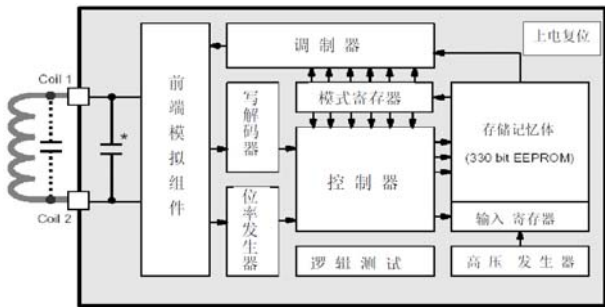 调制器
上电复位
Coil 1
前端模拟组件
写解码器
模式寄存器
存储记忆体
(330 bit EEPROM)
*
控制器
Coil 2
位率发生器
输入 寄存器
逻辑测试
高压 发生器